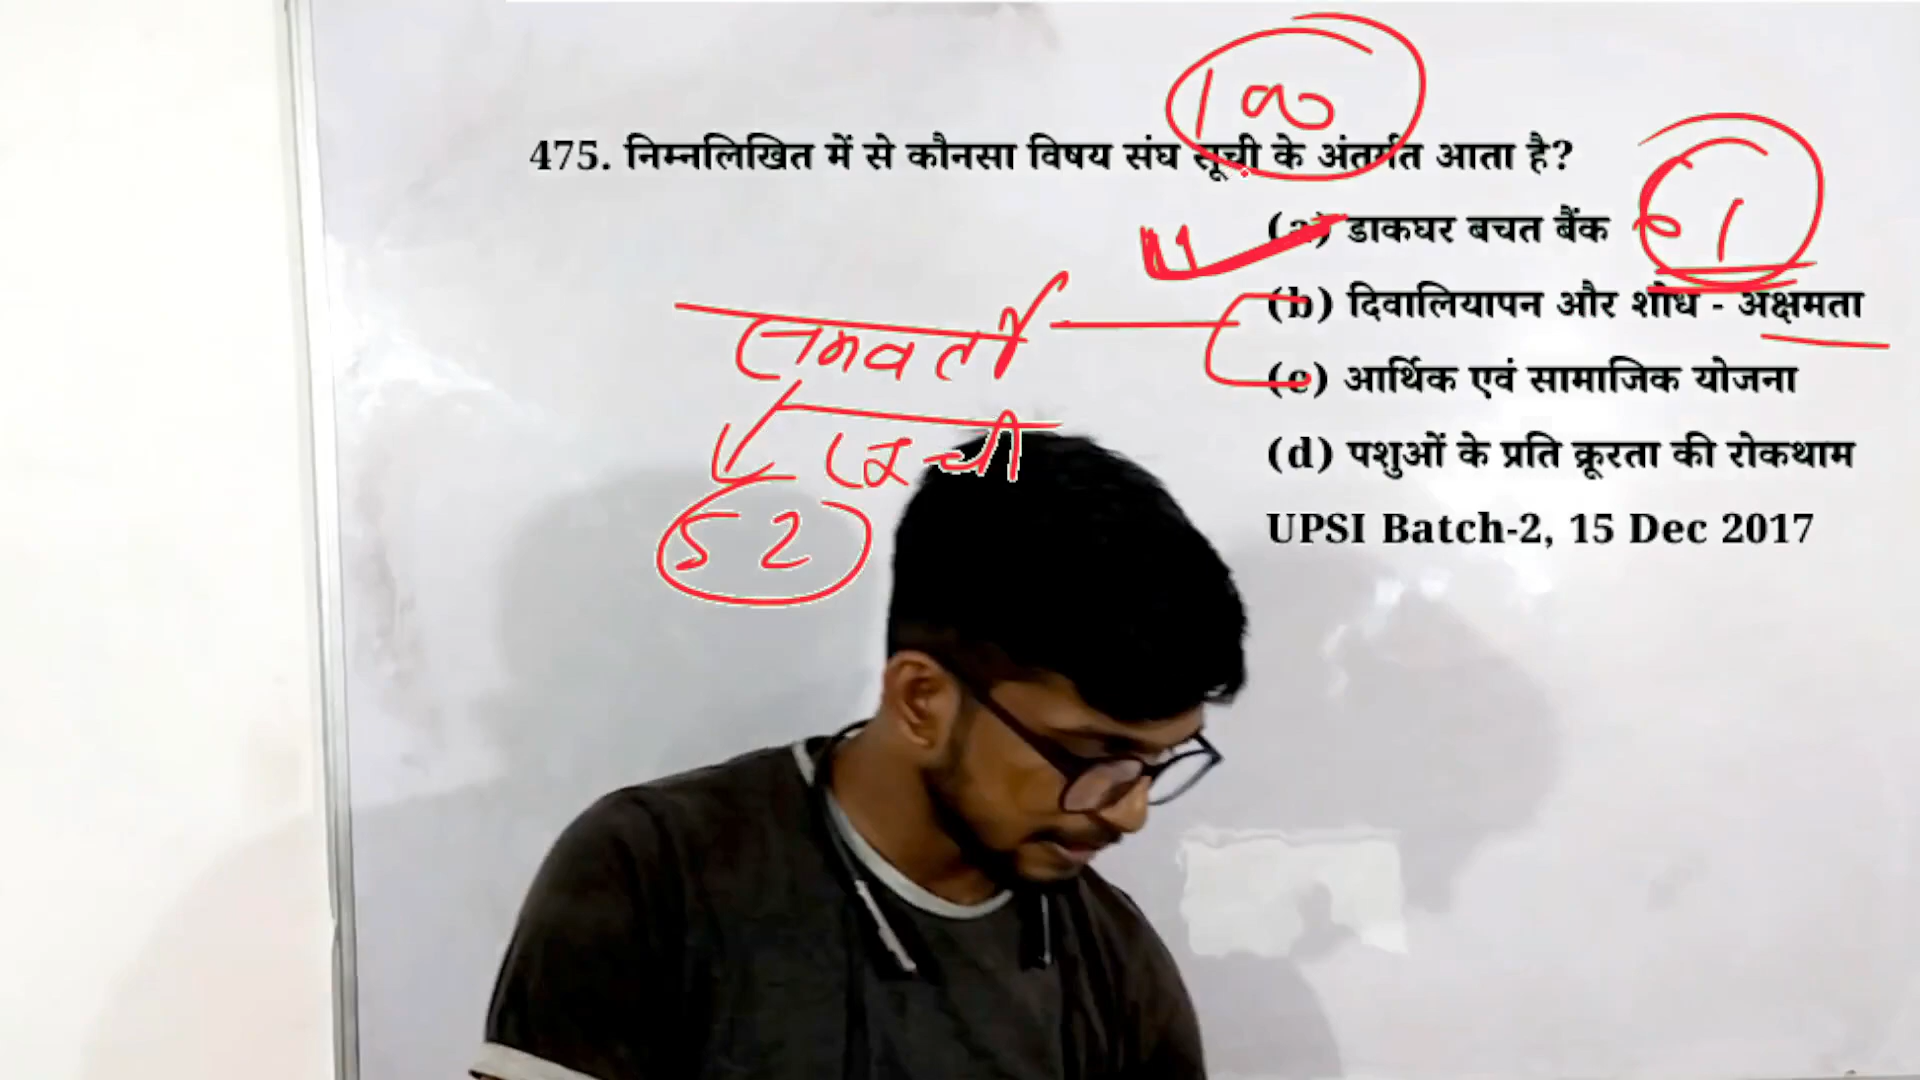 100
475. निम्नलिखित में से कौनसा विषय संघ सूची के अंतर्गत आता है?
(a) डाकघर बचत बैंक
(b) दिवालियापन और शोध - अक्षमता
(c) आर्थिक एवं सामाजिक योजना
(d) पशुओं के प्रति क्रूरता की रोकथाम
UPSI Batch-2, 15 Dec 2017
समवर्ती
सूची
52